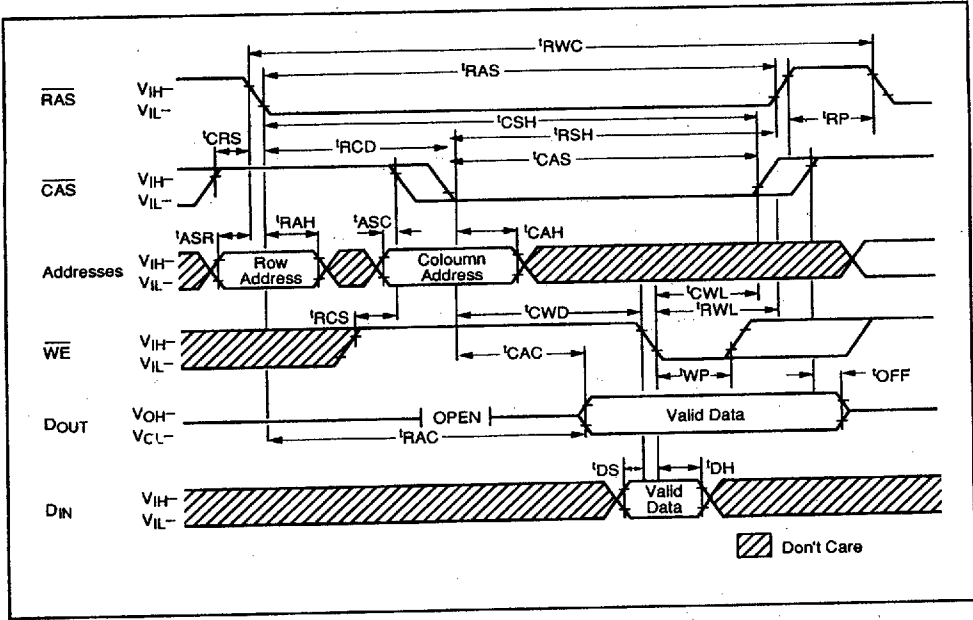 tRWC
tRAS
RAS
VIH–
VIL–
tCSH
tRP
tCRS
tRCD
tRSH
tCAS
CAS
VIH–
VIL–
tASR
tRAH
tASC
tCAH
Addresses
VIH–
VIL–
Row
Address
Coloumn
Address
tCWL
tRCS
tCWD
tRWL
WE
VIH–
VIL–
tCAC
tWP
tOFF
DOUT
VOH–
VCL–
OPEN
Valid Data
tRAC
tDS
tDH
DIN
VIH–
VIL–
Valid
Data
Don't Care